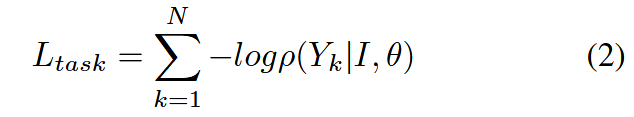 L_{task} = \sum_{k=1}^{N} -log\rho(Y_k|I, \theta) (2)